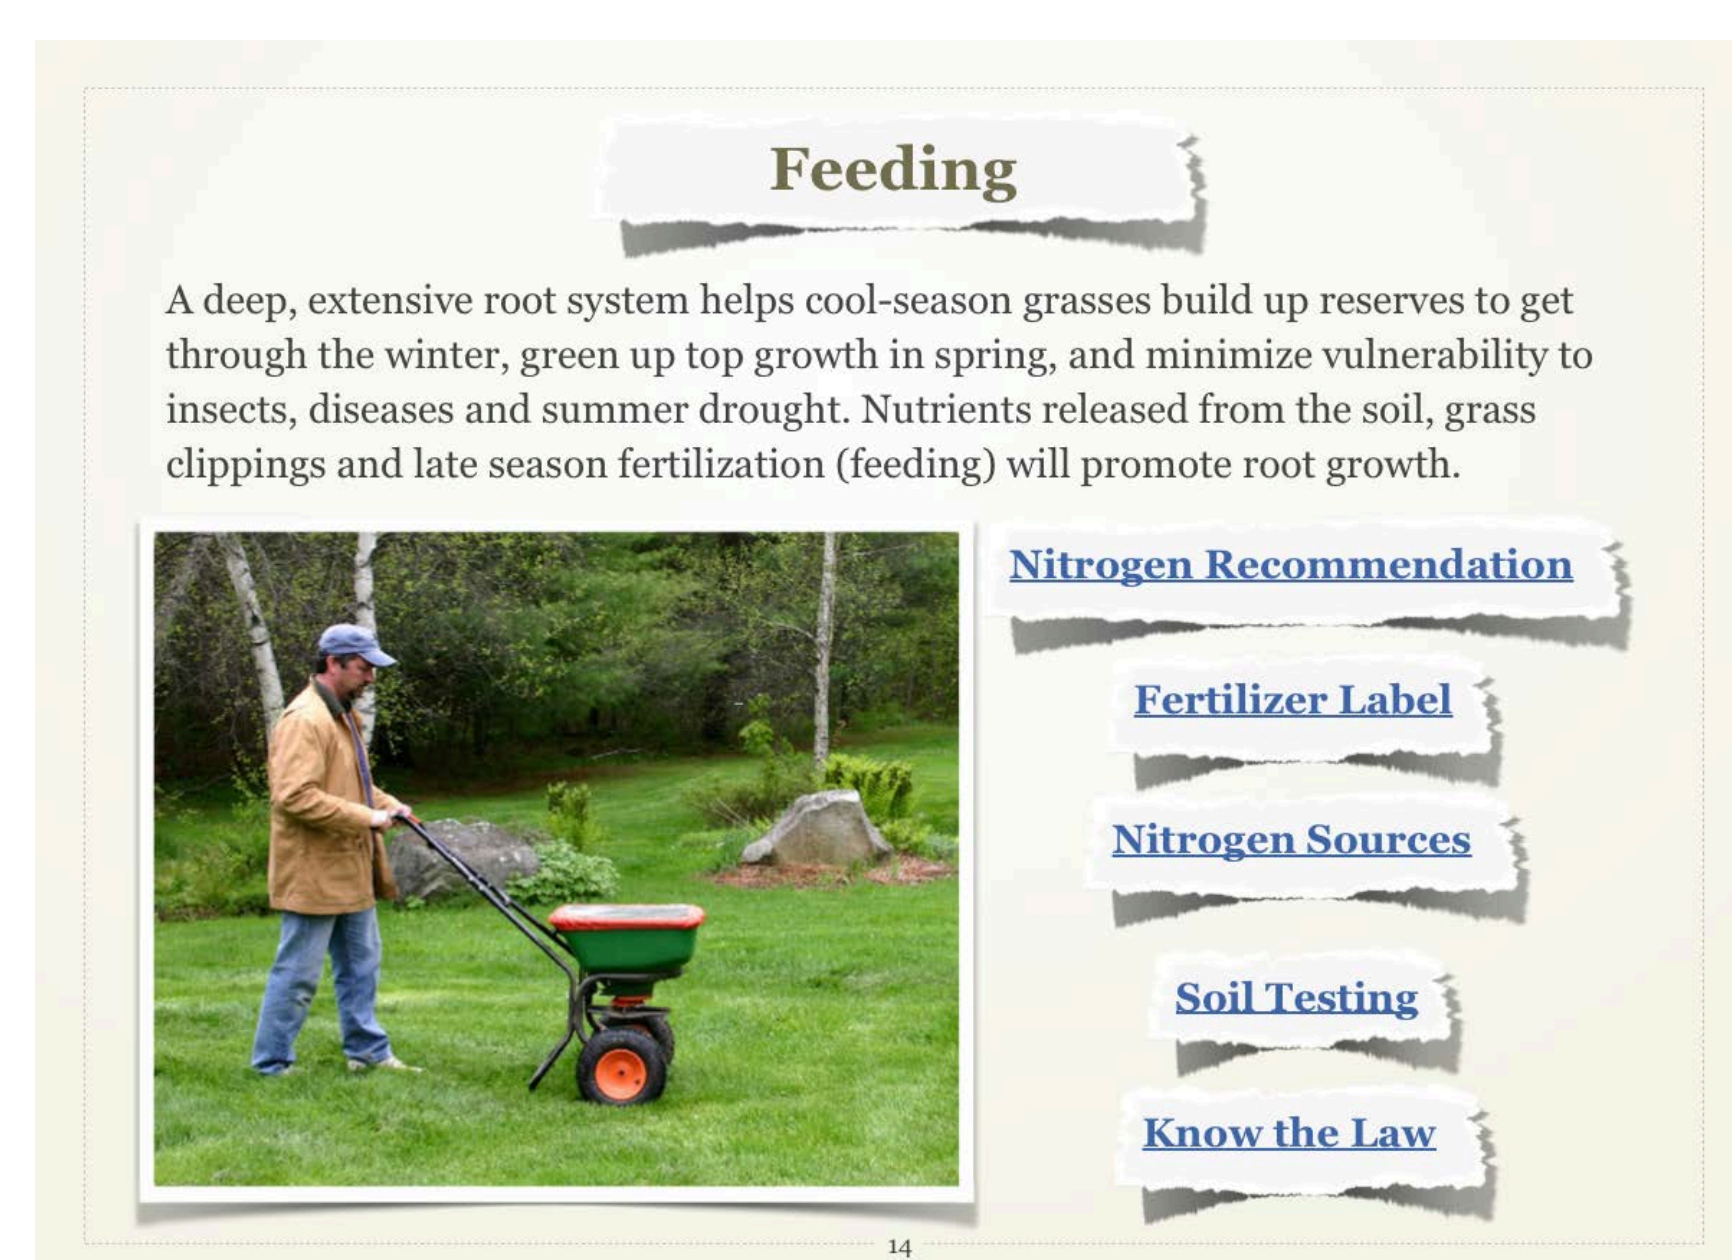 Feeding
A deep, extensive root system helps cool-season grasses build up reserves to get
through the winter, green up top growth in spring, and minimize vulnerability to
insects, diseases and summer drought. Nutrients released from the soil, grass
clippings and late season fertilization (feeding) will promote root growth.
Nitrogen Recommendation
Fertilizer Label
Nitrogen Sources
Soil Testing
Know the Law
14